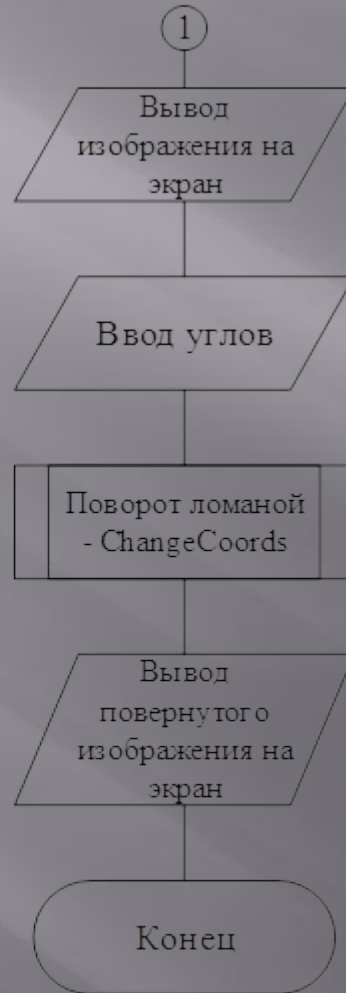 1
Вывод
изображения на
экран
Ввод углов
Поворот ломаной
- ChangeCoords
Вывод
повернутого
изображения на
экран
Конец